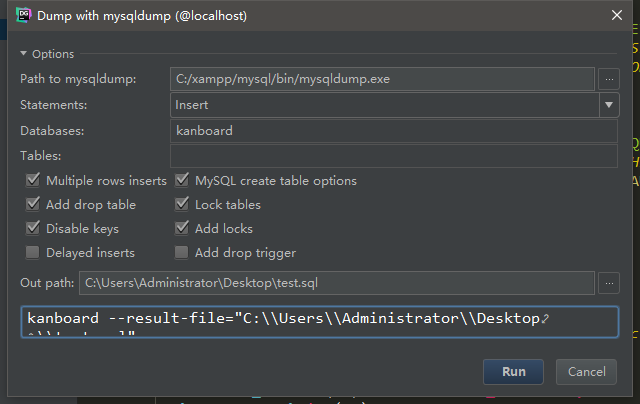 Dump with mysqldump (@localhost)
Options
Path to mysqldump: C:/xampp/mysql/bin/mysqldump.exe ...
Statements: Insert
Databases: kanboard
Tables:
Multiple rows inserts MySQL create table options
Add drop table Lock tables
Disable keys Add locks
Delayed inserts Add drop trigger
Out path: C:\Users\Administrator\Desktop\test.sql ...
kanboard --result-file="C:\\Users\\Administrator\\Desktop
Run Cancel